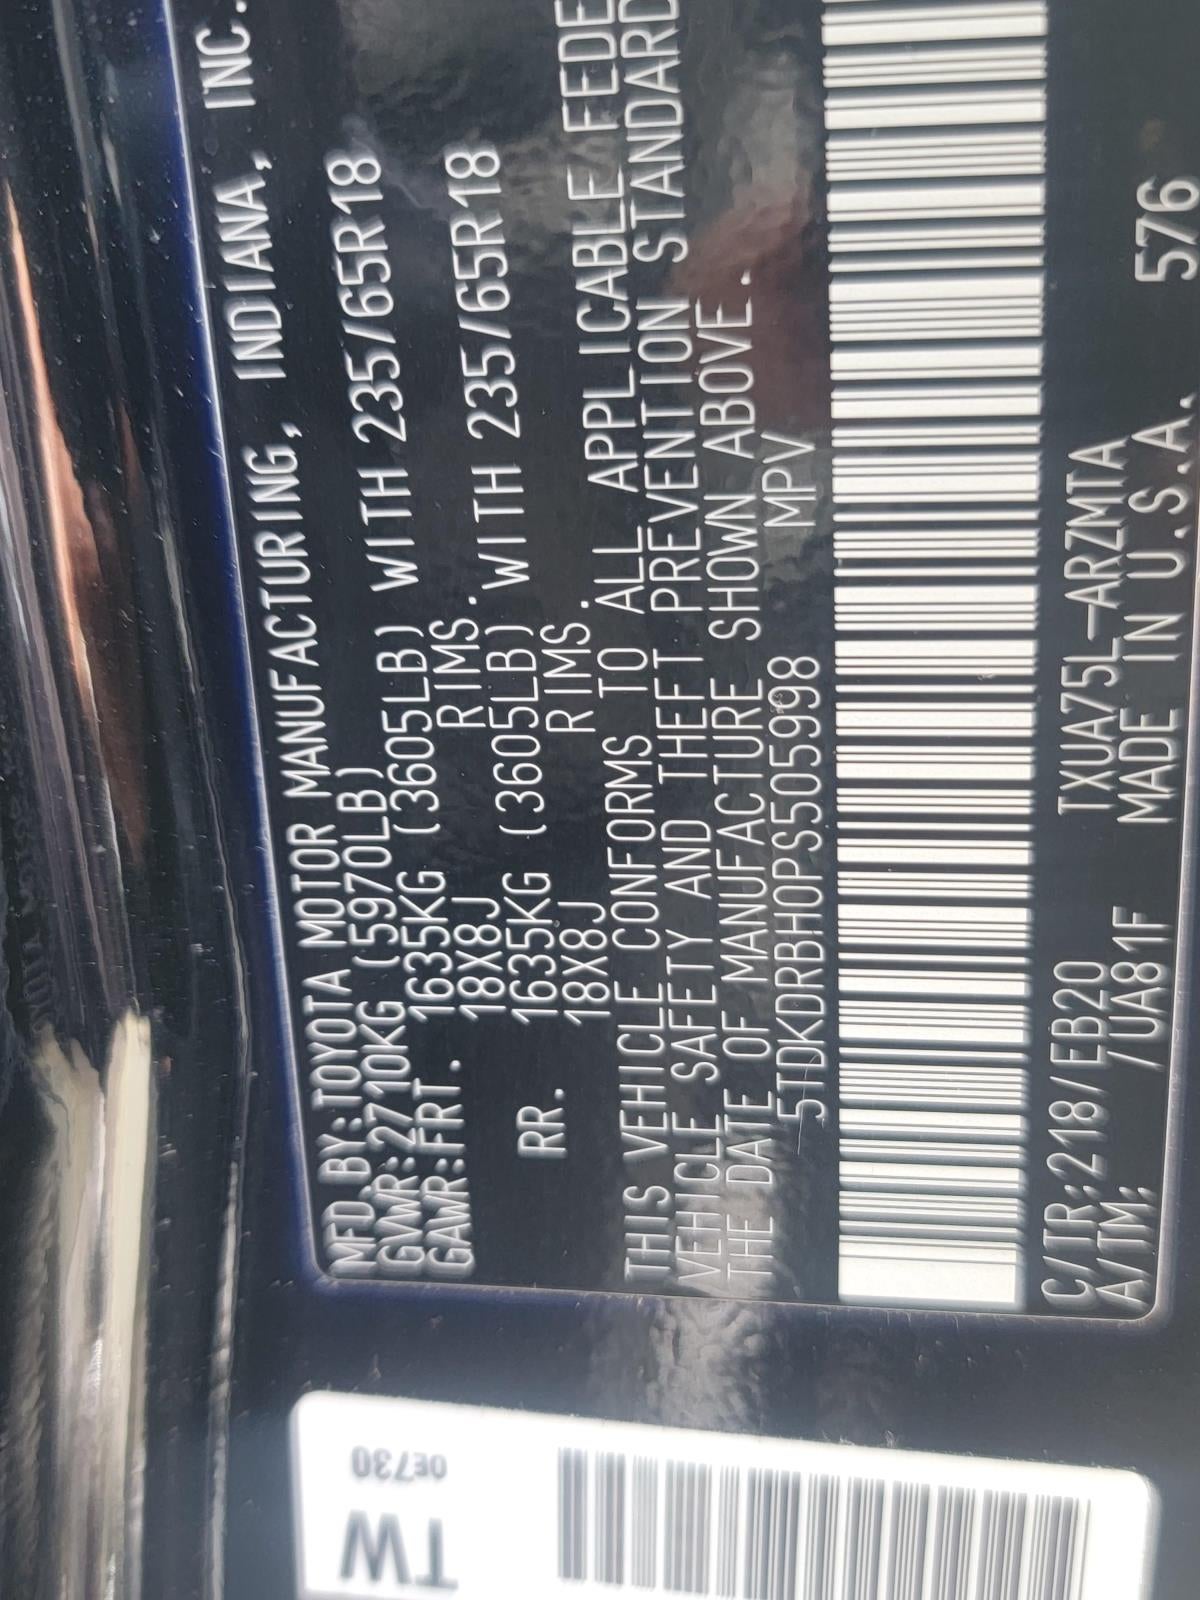 MFD.BY:TOYOTA MOTOR MANUFACTURING, INDIANA, INC.
GVWR:2710KG (5970LB)
GAWR:FRT. 1635KG (3605LB) WITH 235/65R18
18X8J RIMS.
RR. 1635KG (3605LB) WITH 235/65R18
18X8J RIMS.
THIS VEHICLE CONFORMS TO ALL APPLICABLE FEDE
VEHICLE SAFETY AND THEFT PREVENTION STANDARD
THE DATE OF MANUFACTURE SHOWN ABOVE.
5TDKDRBH0PS505998 MPV
C/TR:218/EB20 TXUA75L-ARZMTA
A/TM: /UA81F MADE IN U.S.A. 576
TW 0E730